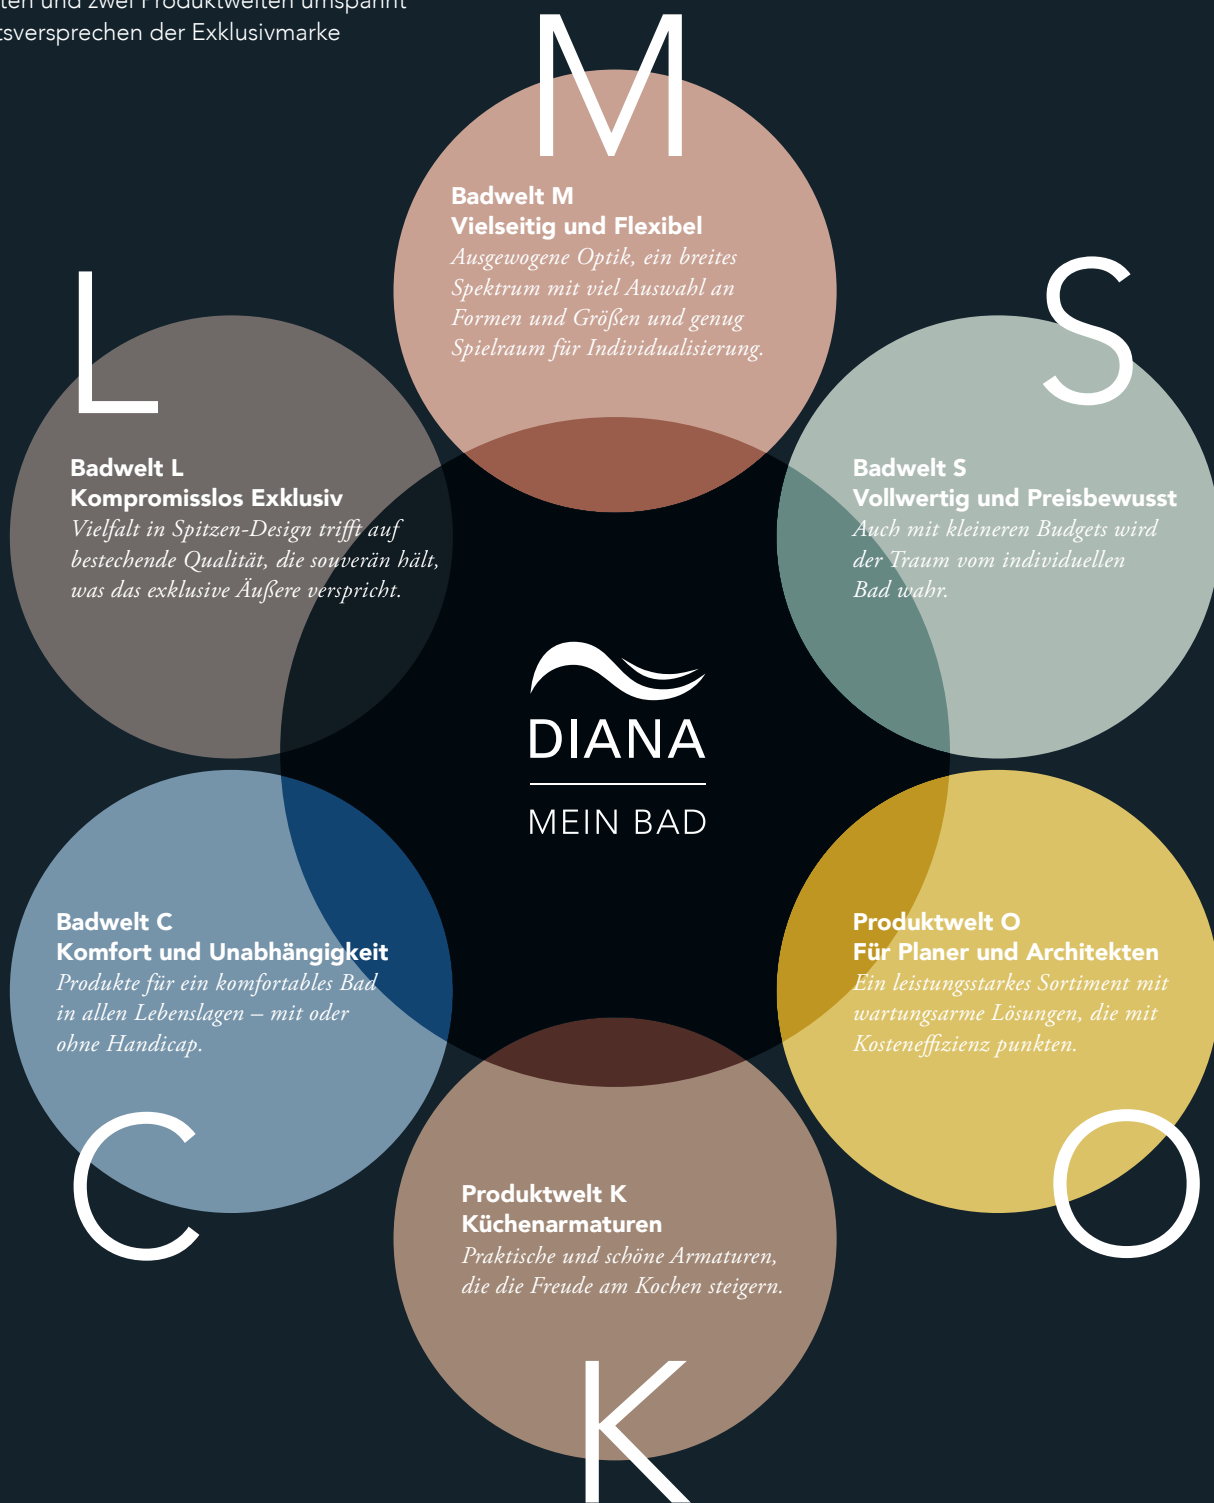 und zwei Produktwelten umspannt
der Exklusivmarke
M
Badwelt M
Vielseitig und Flexibel
Ausgewogene Optik, ein breites
Spektrum mit viel Auswahl an
Formen und Größen und genug
Spielraum für Individualisierung.
L
Badwelt L
Kompromisslos Exklusiv
Vielfalt in Spitzen-Design trifft auf
bestechende Qualität, die souverän hält,
was das exklusive Äußere verspricht.
S
Badwelt S
Vollwertig und Preisbewusst
Auch mit kleineren Budgets wird
der Traum vom individuellen
Bad wahr.
DIANA
MEIN BAD
Badwelt C
Komfort und Unabhängigkeit
Produkte für ein komfortables Bad
in allen Lebenslagen – mit oder
ohne Handicap.
C
Produktwelt O
Für Planer und Architekten
Ein leistungsstarkes Sortiment mit
wartungsarme Lösungen, die mit
Kosteneffizienz punkten.
O
Produktwelt K
Küchenarmaturen
Praktische und schöne Armaturen,
die die Freude am Kochen steigern.
K